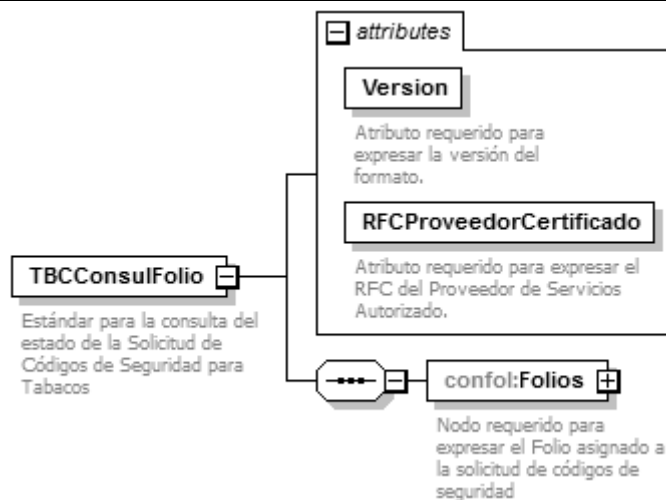 attributes
Version
Atributo requerido para
expresar la versión del
formato.
RFCProveedorCertificado
Atributo requerido para expresar el
RFC del Proveedor de Servicios
Autorizado.
TBCConsulFolio
Estándar para la consulta del
estado de la Solicitud de
Códigos de Seguridad para
Tabacos
confol:Folios
Nodo requerido para
expresar el Folio asignado a
la solicitud de códigos de
seguridad